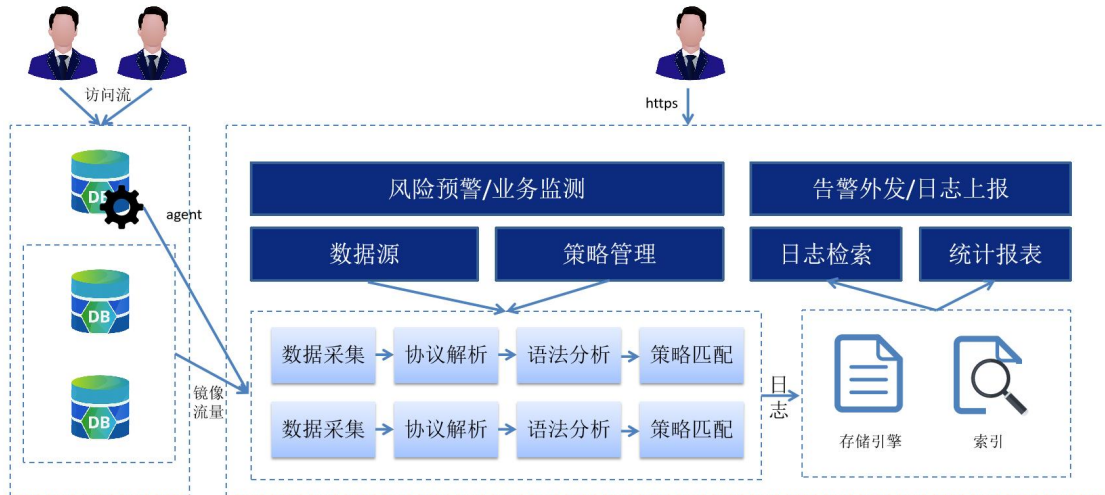 访问流
https
DB
agent
DB
DB
镜像
流量
风险预警/业务监测
告警外发/日志上报
数据源
策略管理
日志检索
统计报表
数据采集
协议解析
语法分析
策略匹配
数据采集
协议解析
语法分析
策略匹配
日
志
存储引擎
索引